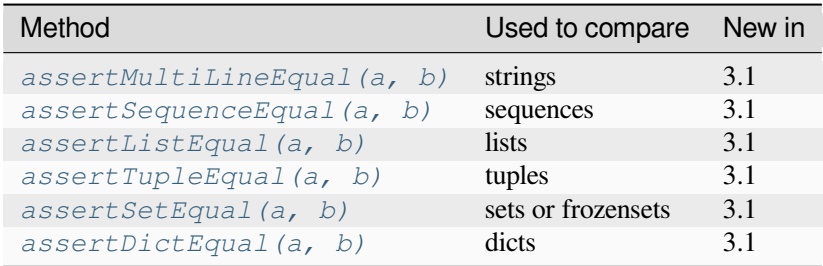 Method Used to compare New in
assertMultiLineEqual(a, b) strings 3.1
assertSequenceEqual(a, b) sequences 3.1
assertListEqual(a, b) lists 3.1
assertTupleEqual(a, b) tuples 3.1
assertSetEqual(a, b) sets or frozensets 3.1
assertDictEqual(a, b) dicts 3.1